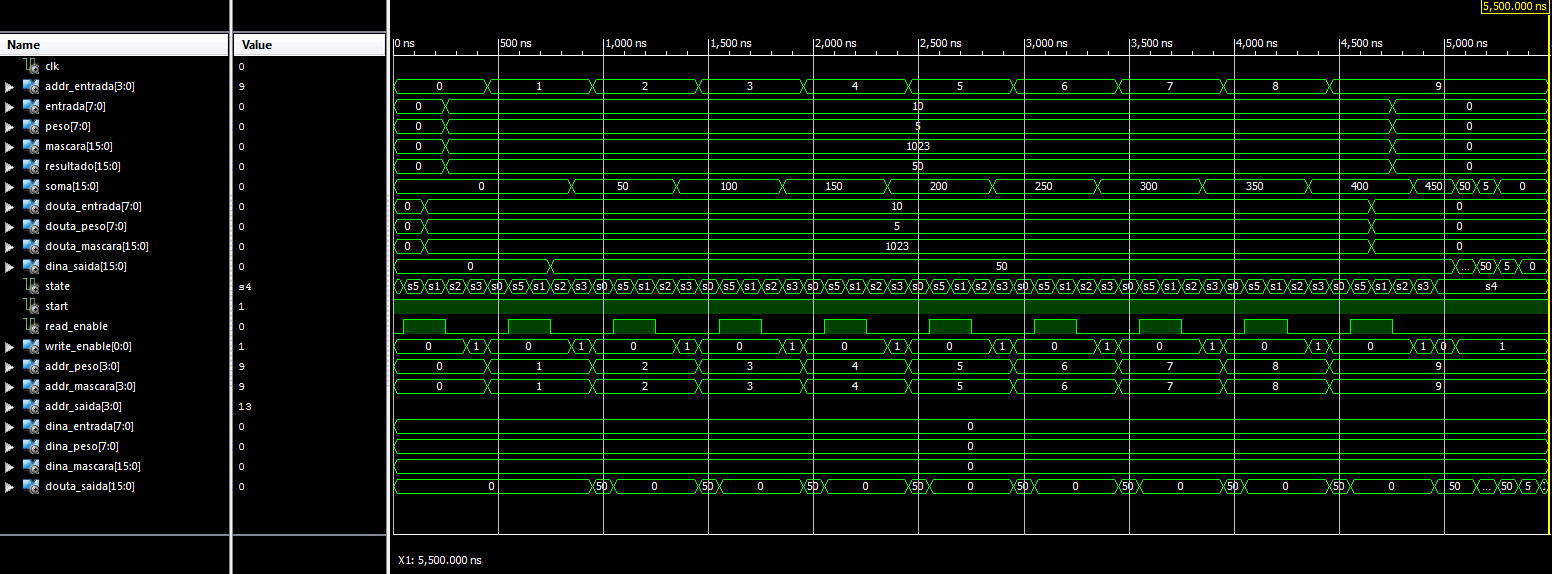 5,500.000 ns
Name Value
0 ns 500 ns 1,000 ns 1,500 ns 2,000 ns 2,500 ns 3,000 ns 3,500 ns 4,000 ns 4,500 ns 5,000 ns
clk 0
addr_entrada[3:0] 9 0 1 2 3 4 5 6 7 8 9
entrada[7:0] 0 0 10 0
peso[7:0] 0 0 5 0
mascara[15:0] 0 0 1023 0
resultado[15:0] 0 0 50 0
soma[15:0] 0 0 50 100 150 200 250 300 350 400 450 50 5 0
douta_entrada[7:0] 0 0 10 0
douta_peso[7:0] 0 0 5 0
douta_mascara[15:0] 0 0 1023 0
dina_saida[15:0] 0 0 50 ... 50 5 0
state s4 s5 s1 s2 s3 s0 s5 s1 s2 s3 s0 s5 s1 s2 s3 s0 s5 s1 s2 s3 s0 s5 s1 s2 s3 s0 s5 s1 s2 s3 s0 s5 s1 s2 s3 s0 s5 s1 s2 s3 s0 s5 s1 s2 s3 s0 s5 s1 s2 s3 s4
start 1
read_enable 0
write_enable[0:0] 1 0 1 0 1 0 1 0 1 0 1 0 1 0 1 0 1 0 1 0 1 0 1
addr_peso[3:0] 9 0 1 2 3 4 5 6 7 8 9
addr_mascara[3:0] 9 0 1 2 3 4 5 6 7 8 9
addr_saida[3:0] 13
dina_entrada[7:0] 0 0
dina_peso[7:0] 0 0
dina_mascara[15:0] 0 0
douta_saida[15:0] 0 0 50 0 50 0 50 0 50 0 50 0 50 0 50 0 50 0 50 ... 50 5
X1: 5,500.000 ns